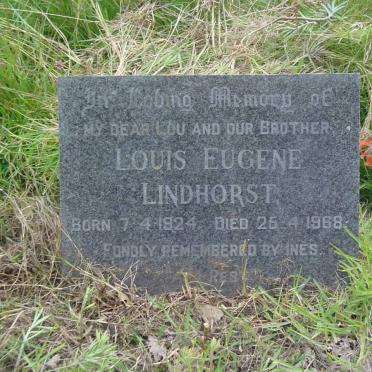 In Loving Memory of
MY DEAR LOU AND OUR BROTHER.
LOUIS EUGENE
LINDHORST.
BORN 7·4·1924. DIED 25·4·1968.
FONDLY REMEMBERED BY INES.